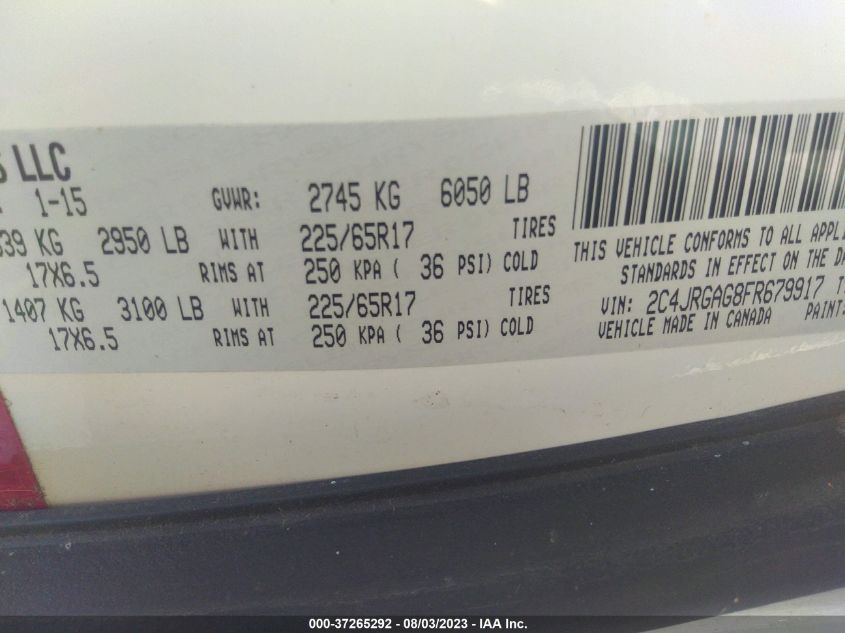 LLC
1-15 GVWR: 2745 KG 6050 LB
39 KG 2950 LB WITH 225/65R17 TIRES
17X6.5 RIMS AT 250 KPA ( 36 PSI) COLD
1407 KG 3100 LB WITH 225/65R17 TIRES
17X6.5 RIMS AT 250 KPA ( 36 PSI) COLD
THIS VEHICLE CONFORMS TO ALL APPLI
STANDARDS IN EFFECT ON THE DA
VIN: 2C4JRGAG8FR679917 T
VEHICLE MADE IN CANADA PAINT:
000-37265292 - 08/03/2023 - IAA Inc.